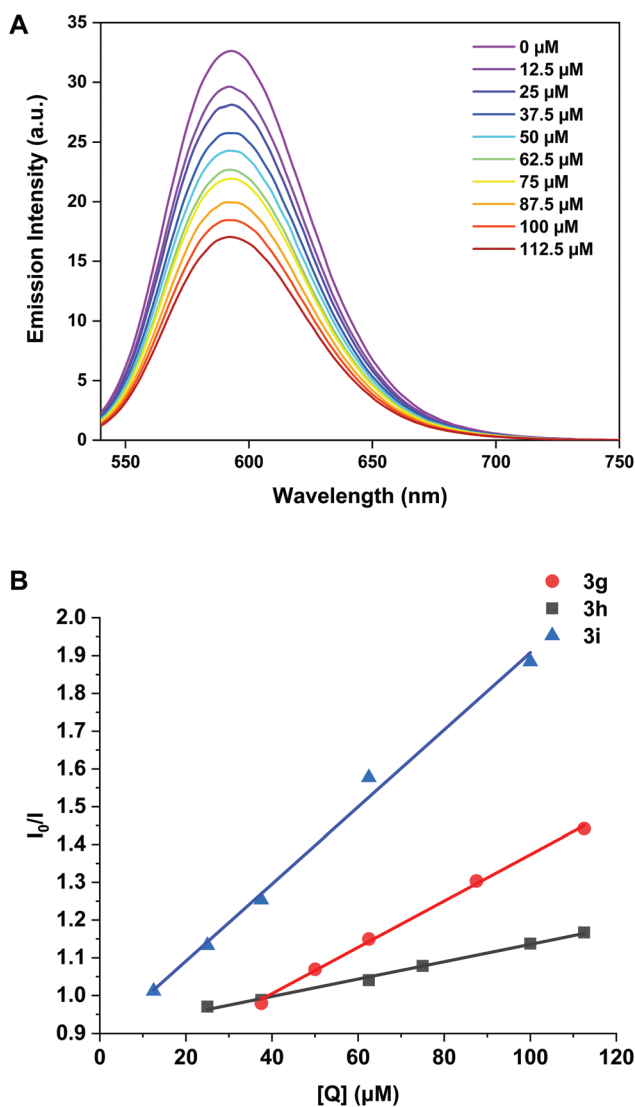 A
35
30
25
20
15
10
5
0
Emission Intensity (a.u.)
0 µM
12.5 µM
25 µM
37.5 µM
50 µM
62.5 µM
75 µM
87.5 µM
100 µM
112.5 µM
550 600 650 700 750
Wavelength (nm)
B
3g
3h
3i
2.0
1.9
1.8
1.7
1.6
1.5
1.4
1.3
1.2
1.1
1.0
0.9
I0/I
0 20 40 60 80 100 120
[Q] (µM)